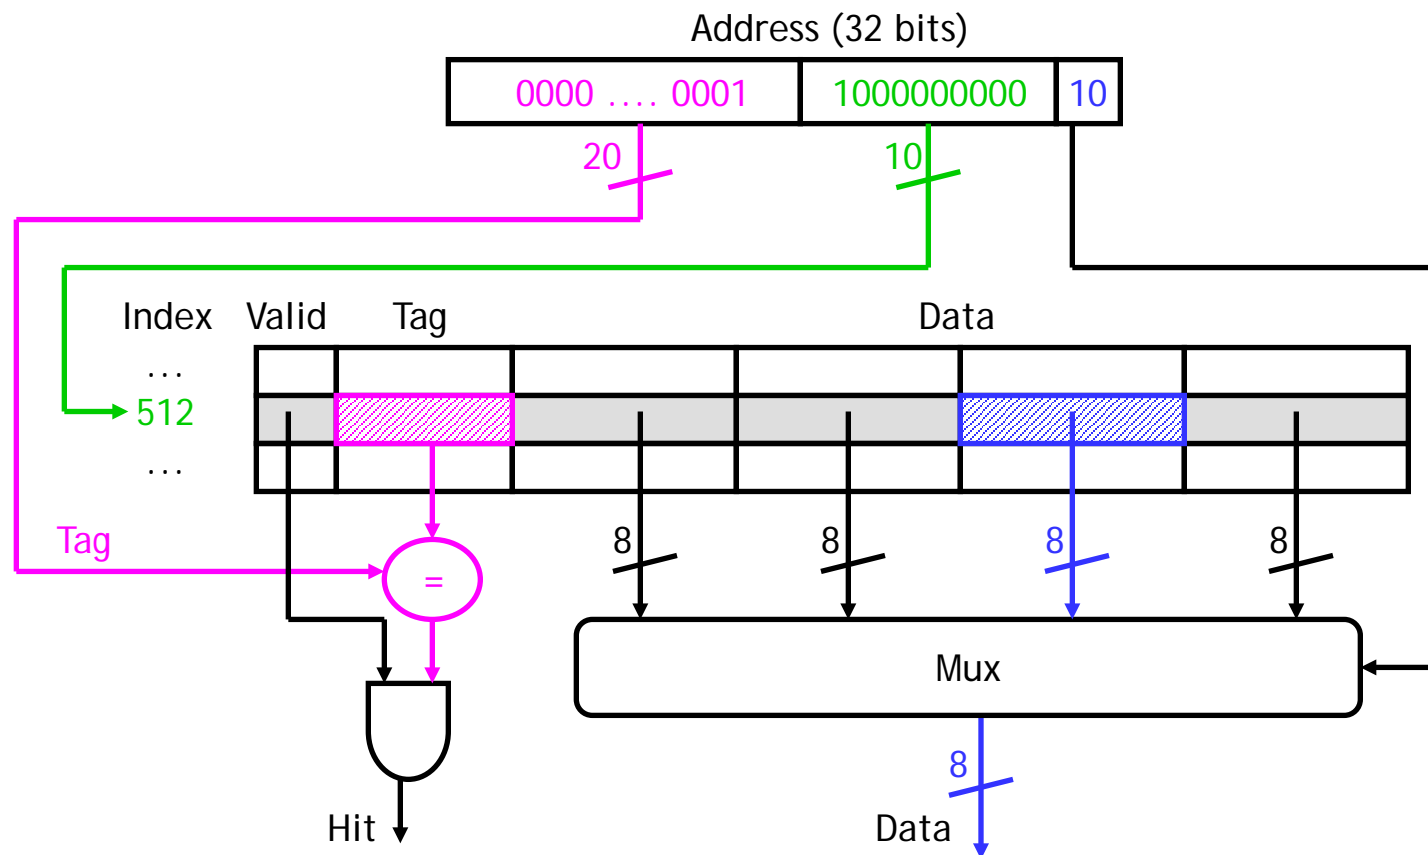 Address (32 bits)
0000 .... 0001 1000000000 10
20 10
Index Valid Tag Data
...
512
...
Tag = 8 8 8 8
Mux
8
Hit Data